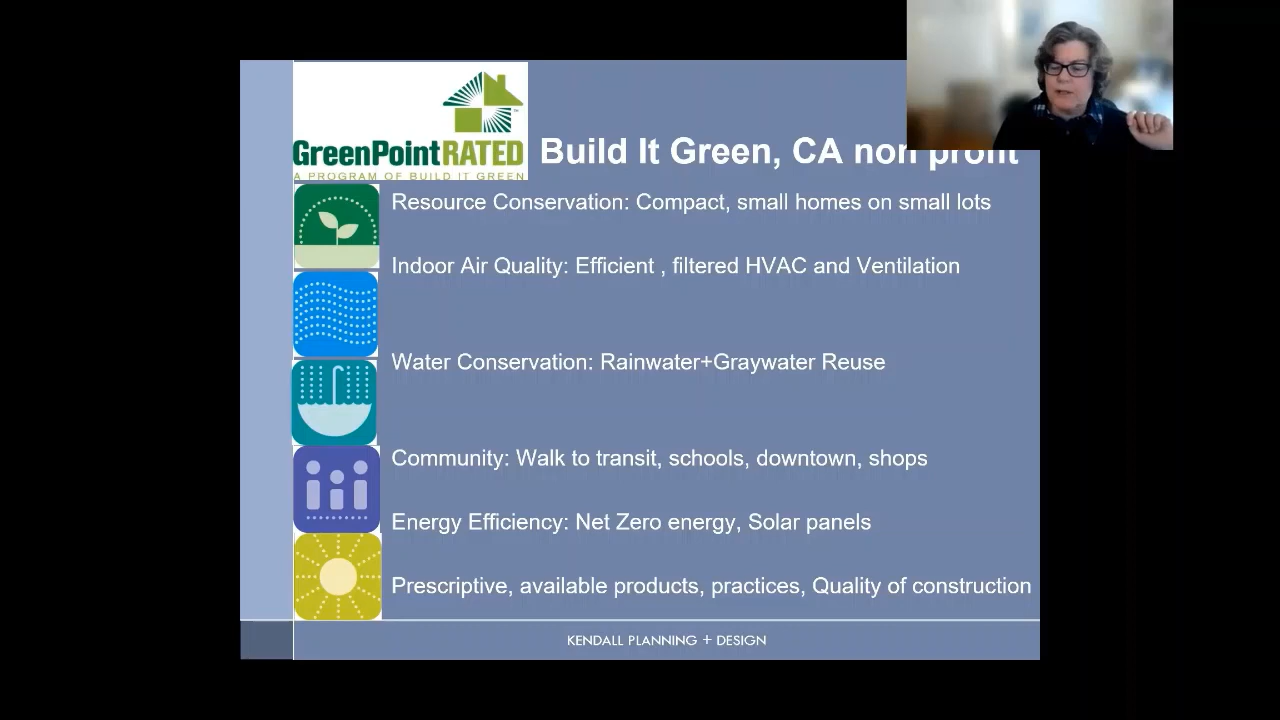 GreenPointRATED
A PROGRAM OF BUILD IT GREEN
Build It Green, CA non profit
Resource Conservation: Compact, small homes on small lots
Indoor Air Quality: Efficient , filtered HVAC and Ventilation
Water Conservation: Rainwater+Graywater Reuse
Community: Walk to transit, schools, downtown, shops
Energy Efficiency: Net Zero energy, Solar panels
Prescriptive, available products, practices, Quality of construction
KENDALL PLANNING + DESIGN